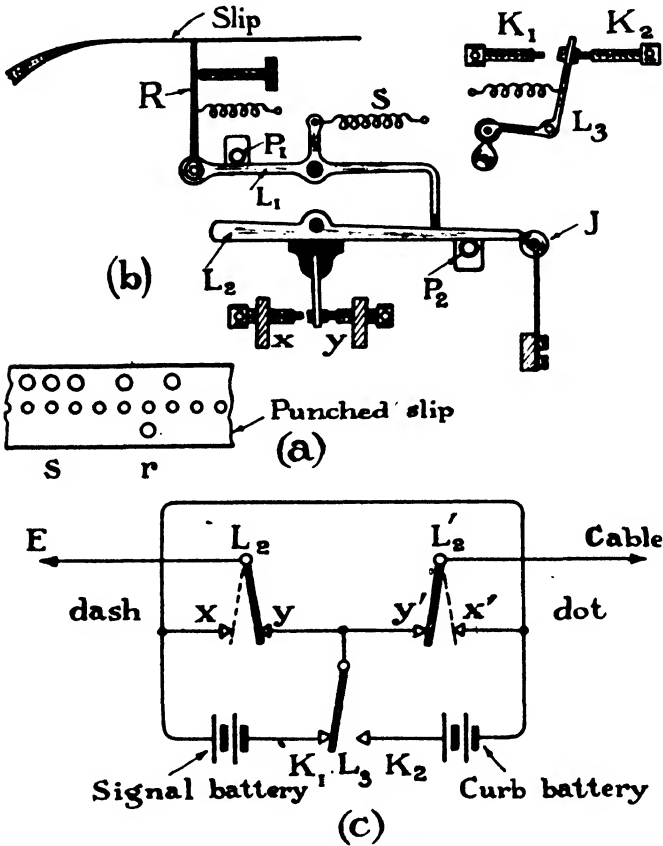 Slip
K₁ K₂
R
S
P₁
L₃
L₁
J
L₂
P₂
(b)
x y
Punched slip
(a)
s r
E L₂ L₂′ Cable
dash x y y′ x′ dot
K₁ L₃ K₂
Signal battery Curb battery
(c)